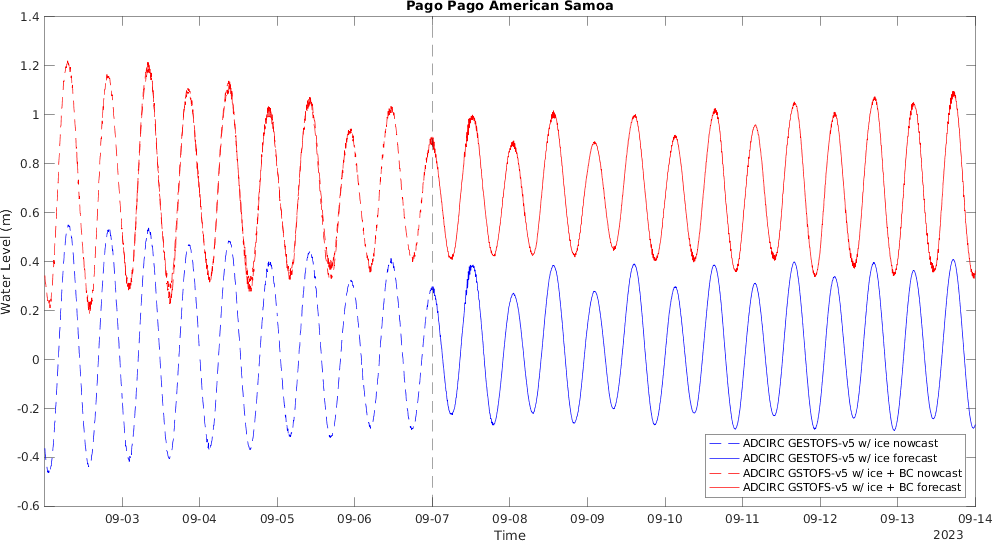 Pago Pago American Samoa
1.4
1.2
1
0.8
0.6
0.4
0.2
0
-0.2
-0.4
-0.6
Water Level (m)
ADCIRC GESTOFS-v5 w/ ice nowcast
ADCIRC GESTOFS-v5 w/ ice forecast
ADCIRC GSTOFS-v5 w/ ice + BC nowcast
ADCIRC GSTOFS-v5 w/ ice + BC forecast
09-03 09-04 09-05 09-06 09-07 09-08 09-09 09-10 09-11 09-12 09-13 09-14
Time
2023